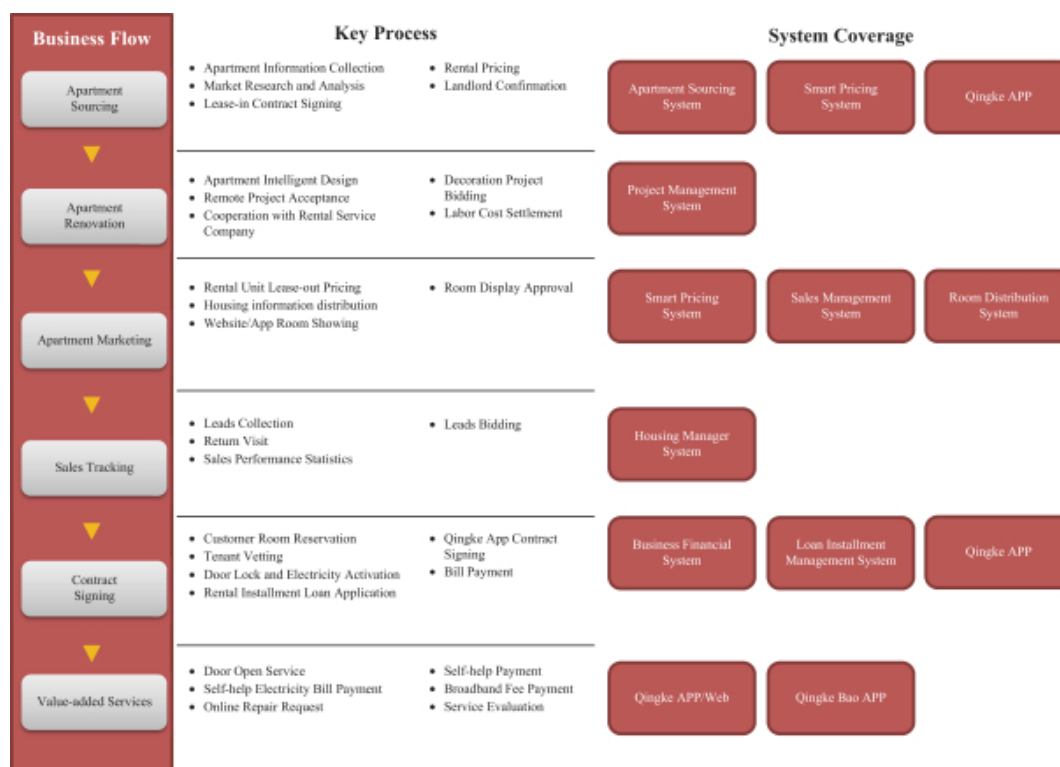 Business Flow
Key Process
System Coverage
Apartment
Sourcing
• Apartment Information Collection
• Market Research and Analysis
• Lease-in Contract Signing
• Rental Pricing
• Landlord Confirmation
Apartment Sourcing
System
Smart Pricing
System
Qingke APP
Apartment
Renovation
• Apartment Intelligent Design
• Remote Project Acceptance
• Cooperation with Rental Service
Company
• Decoration Project
Bidding
• Labor Cost Settlement
Project Management
System
Apartment Marketing
• Rental Unit Lease-out Pricing
• Housing information distribution
• Website/App Room Showing
• Room Display Approval
Smart Pricing
System
Sales Management
System
Room Distribution
System
Sales Tracking
• Leads Collection
• Return Visit
• Sales Performance Statistics
• Leads Bidding
Housing Manager
System
Contract
Signing
• Customer Room Reservation
• Tenant Vetting
• Door Lock and Electricity Activation
• Rental Installment Loan Application
• Qingke App Contract
Signing
• Bill Payment
Business Financial
System
Loan Installment
Management System
Qingke APP
Value-added Services
• Door Open Service
• Self-help Electricity Bill Payment
• Online Repair Request
• Self-help Payment
• Broadband Fee Payment
• Service Evaluation
Qingke APP/Web
Qingke Bao APP